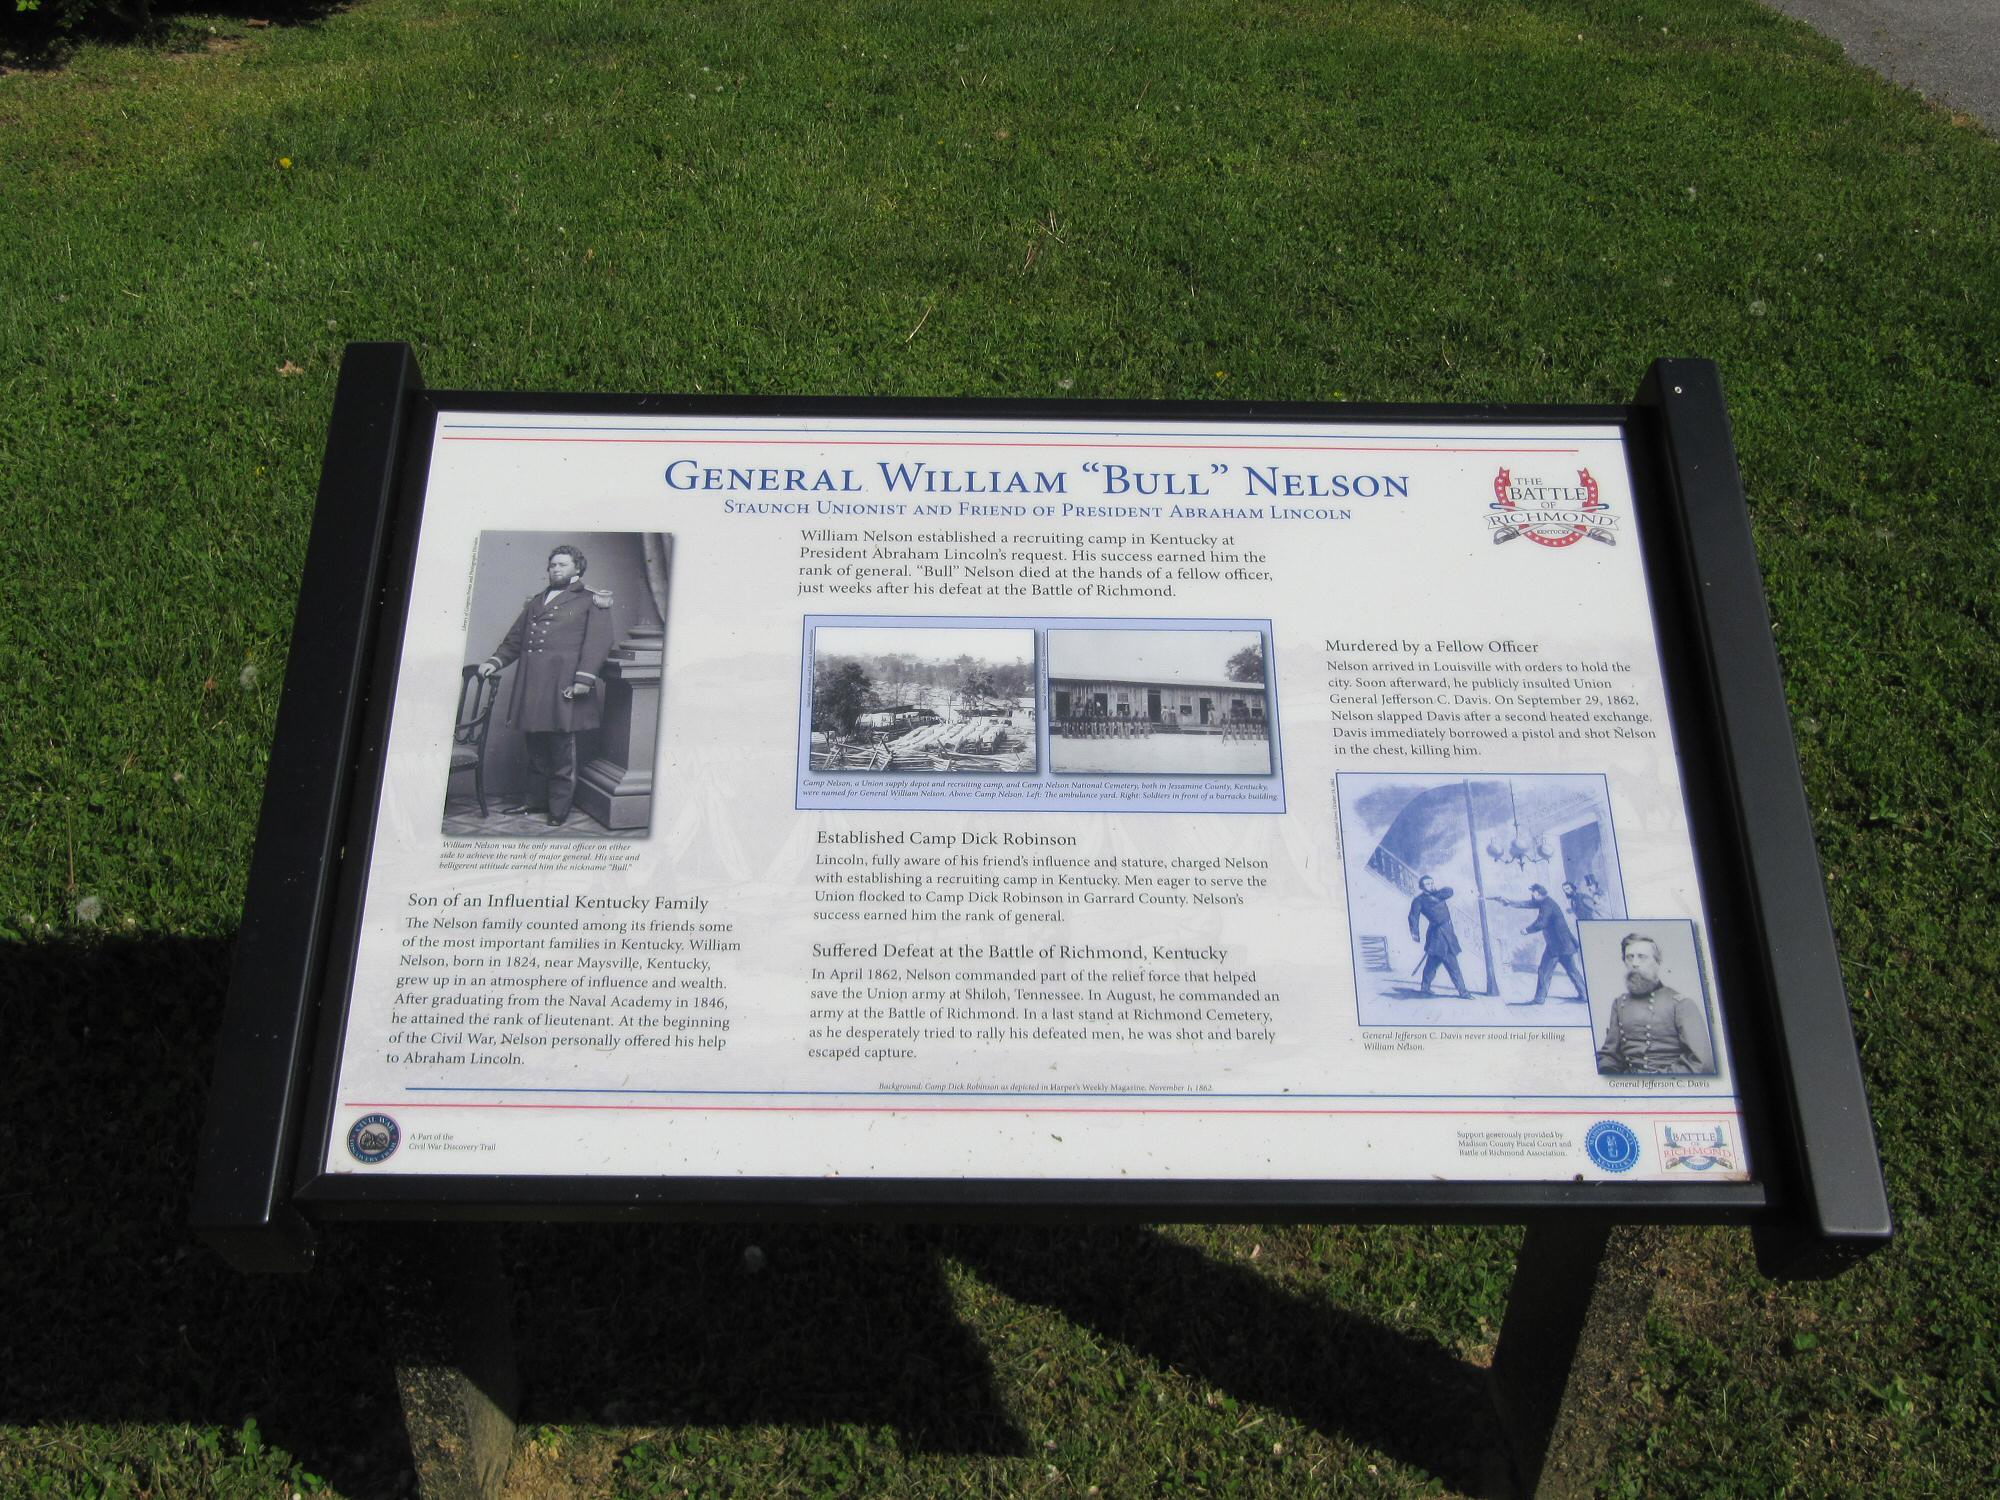 GENERAL WILLIAM “BULL” NELSON
STAUNCH UNIONIST AND FRIEND OF PRESIDENT ABRAHAM LINCOLN
THE
BATTLE
OF
RICHMOND
KENTUCKY
William Nelson established a recruiting camp in Kentucky at
President Abraham Lincoln's request. His success earned him the
rank of general. “Bull” Nelson died at the hands of a fellow officer,
just weeks after his defeat at the Battle of Richmond.
Library of Congress Prints and Photographs Division
William Nelson was the only naval officer on either
side to achieve the rank of major general. His size and
belligerent attitude earned him the nickname “Bull.”
Son of an Influential Kentucky Family
The Nelson family counted among its friends some
of the most important families in Kentucky. William
Nelson, born in 1824, near Maysville, Kentucky,
grew up in an atmosphere of influence and wealth.
After graduating from the Naval Academy in 1846,
he attained the rank of lieutenant. At the beginning
of the Civil War, Nelson personally offered his help
to Abraham Lincoln.
Camp Nelson, a Union supply depot and recruiting camp, and Camp Nelson National Cemetery, both in Jessamine County, Kentucky,
were named for General William Nelson. Above: Camp Nelson. Left: The ambulance yard. Right: Soldiers in front of a barracks building.
Established Camp Dick Robinson
Lincoln, fully aware of his friend's influence and stature, charged Nelson
with establishing a recruiting camp in Kentucky. Men eager to serve the
Union flocked to Camp Dick Robinson in Garrard County. Nelson's
success earned him the rank of general.
Suffered Defeat at the Battle of Richmond, Kentucky
In April 1862, Nelson commanded part of the relief force that helped
save the Union army at Shiloh, Tennessee. In August, he commanded an
army at the Battle of Richmond. In a last stand at Richmond Cemetery,
as he desperately tried to rally his defeated men, he was shot and barely
escaped capture.
Murdered by a Fellow Officer
Nelson arrived in Louisville with orders to hold the
city. Soon afterward, he publicly insulted Union
General Jefferson C. Davis. On September 29, 1862,
Nelson slapped Davis after a second heated exchange.
Davis immediately borrowed a pistol and shot Nelson
in the chest, killing him.
General Jefferson C. Davis never stood trial for killing
William Nelson.
General Jefferson C. Davis
Background: Camp Dick Robinson as depicted in Harper's Weekly Magazine, November 1, 1862.
CIVIL WAR
DISCOVERY TRAIL
A Part of the
Civil War Discovery Trail
Support generously provided by
Madison County Fiscal Court and
Battle of Richmond Association.
MADISON COUNTY
KENTUCKY
BATTLE
OF
RICHMOND